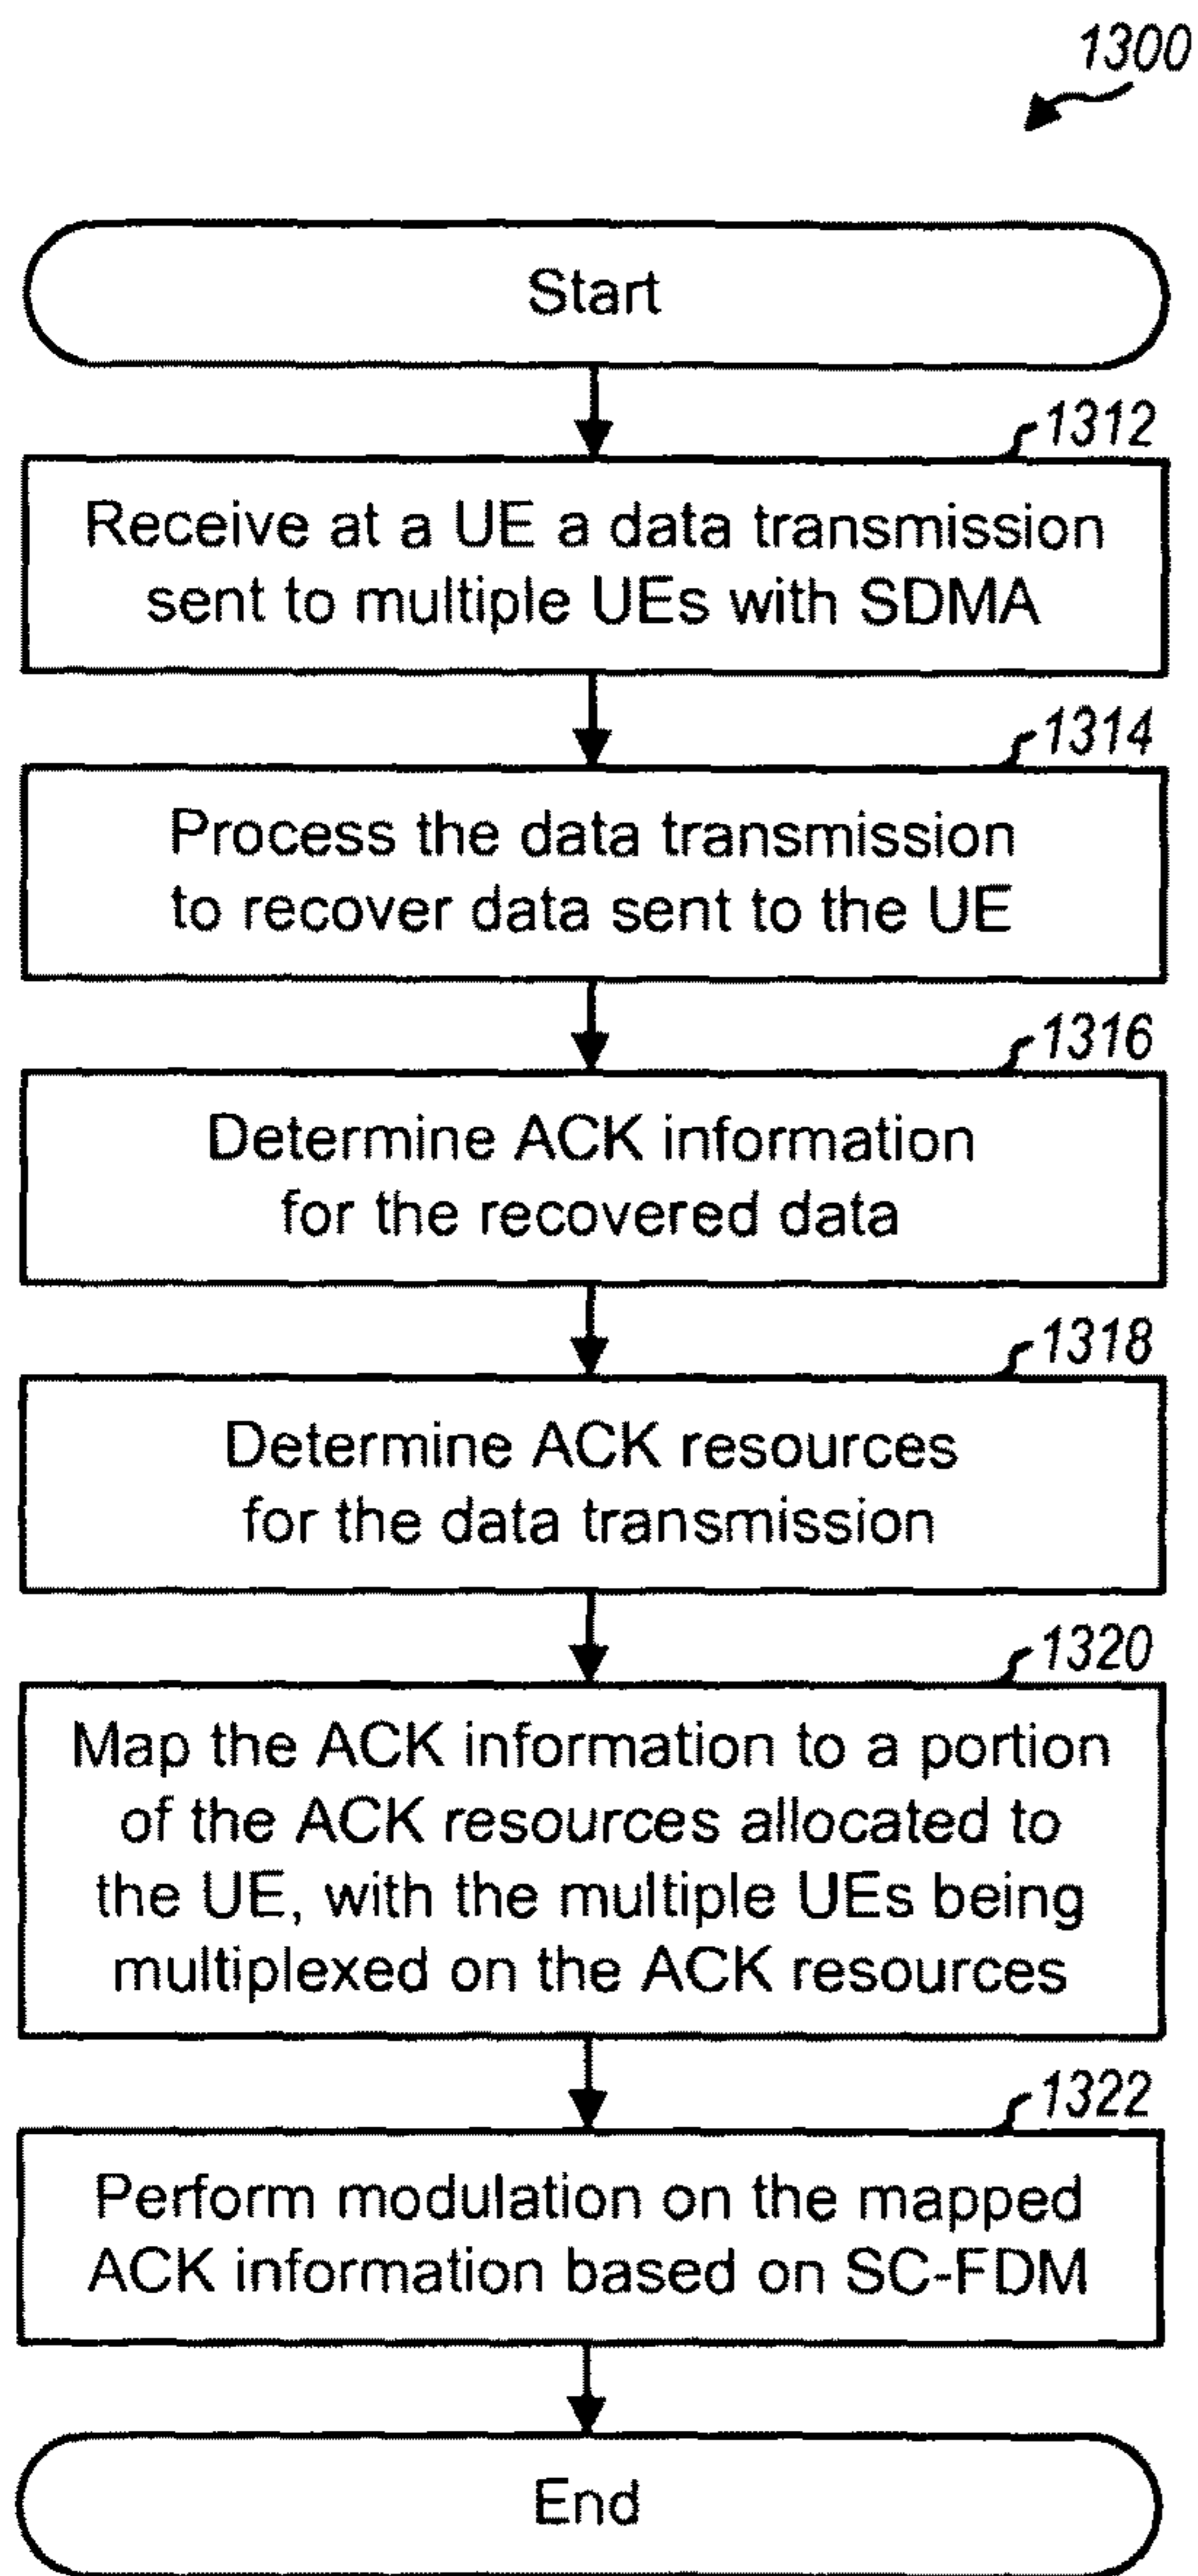 1300
Start
1312
Receive at a UE a data transmission
sent to multiple UEs with SDMA
1314
Process the data transmission
to recover data sent to the UE
1316
Determine ACK information
for the recovered data
1318
Determine ACK resources
for the data transmission
1320
Map the ACK information to a portion
of the ACK resources allocated to
the UE, with the multiple UEs being
multiplexed on the ACK resources
1322
Perform modulation on the mapped
ACK information based on SC-FDM
End